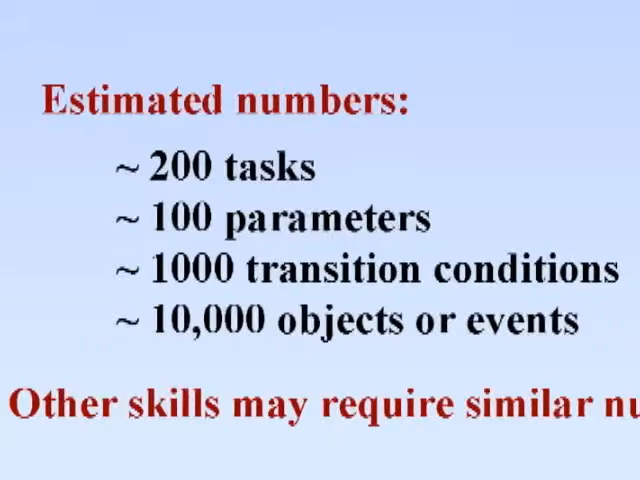 Estimated numbers:
~ 200 tasks
~ 100 parameters
~ 1000 transition conditions
~ 10,000 objects or events
Other skills may require similar